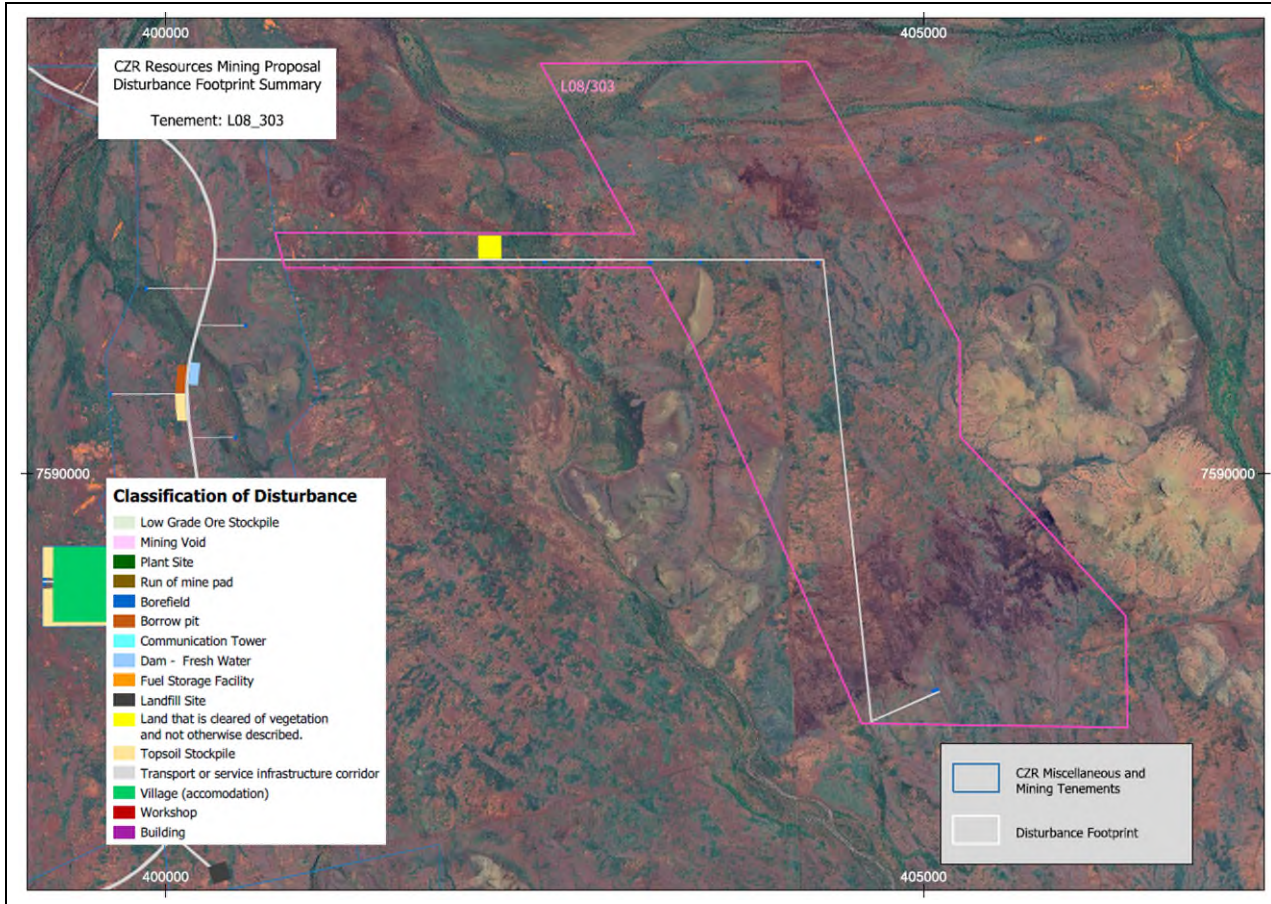 400000
405000
CZR Resources Mining Proposal
Disturbance Footprint Summary
Tenement: L08_303
L08/303
7590000
7590000
Classification of Disturbance
Low Grade Ore Stockpile
Mining Void
Plant Site
Run of mine pad
Borefield
Borrow pit
Communication Tower
Dam - Fresh Water
Fuel Storage Facility
Landfill Site
Land that is cleared of vegetation
and not otherwise described.
Topsoil Stockpile
Transport or service infrastructure corridor
Village (accomodation)
Workshop
Building
CZR Miscellaneous and
Mining Tenements
Disturbance Footprint
400000
405000